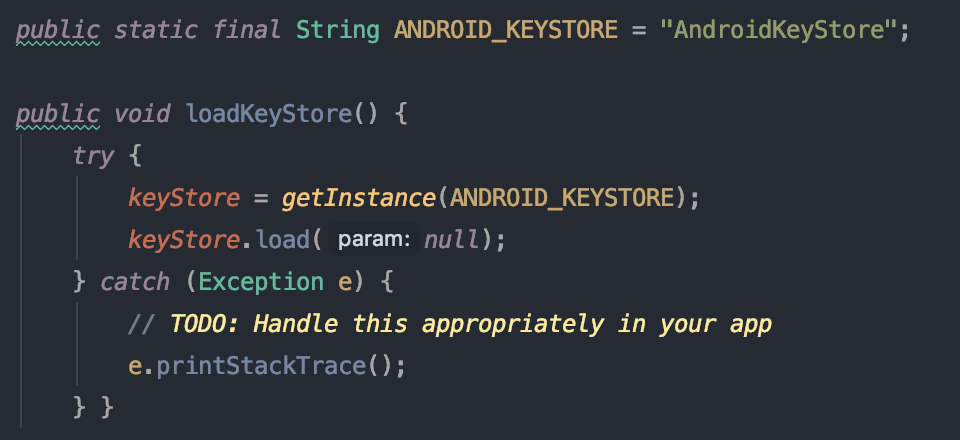 public static final String ANDROID_KEYSTORE = "AndroidKeyStore";
public void loadKeyStore() {
try {
keyStore = getInstance(ANDROID_KEYSTORE);
keyStore.load( param: null);
} catch (Exception e) {
// TODO: Handle this appropriately in your app
e.printStackTrace();
} }